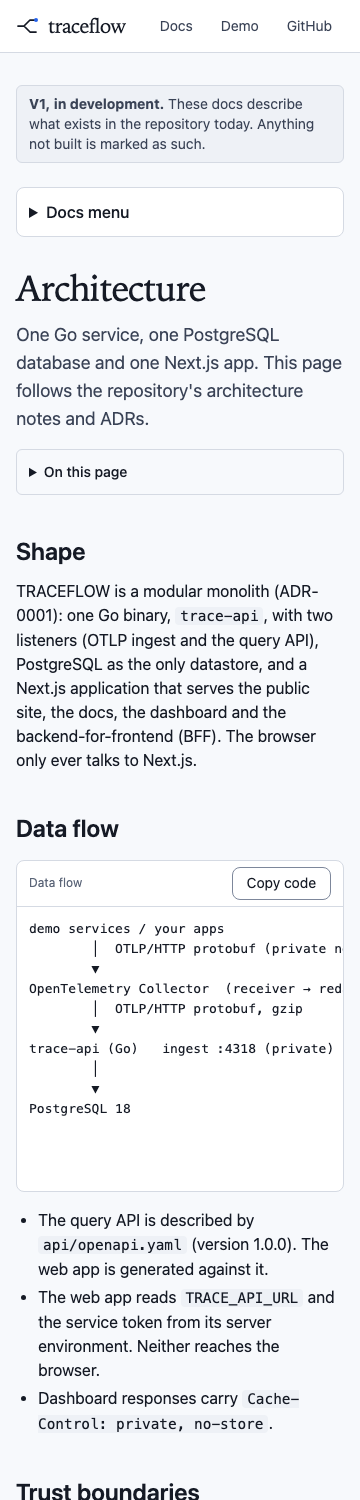 traceflow Docs Demo GitHub
V1, in development. These docs describe
what exists in the repository today. Anything
not built is marked as such.
Docs menu
Architecture
One Go service, one PostgreSQL
database and one Next.js app. This page
follows the repository's architecture
notes and ADRs.
On this page
Shape
TRACEFLOW is a modular monolith (ADR-
0001): one Go binary, trace-api, with two
listeners (OTLP ingest and the query API),
PostgreSQL as the only datastore, and a
Next.js application that serves the public
site, the docs, the dashboard and the
backend-for-frontend (BFF). The browser
only ever talks to Next.js.
Data flow
Data flow Copy code
demo services / your apps
│ OTLP/HTTP protobuf (private n
▼
OpenTelemetry Collector (receiver → red
│ OTLP/HTTP protobuf, gzip
▼
trace-api (Go) ingest :4318 (private)
│
▼
PostgreSQL 18
• The query API is described by
api/openapi.yaml (version 1.0.0). The
web app is generated against it.
• The web app reads TRACE_API_URL and
the service token from its server
environment. Neither reaches the
browser.
• Dashboard responses carry Cache-
Control: private, no-store.
Trust boundaries